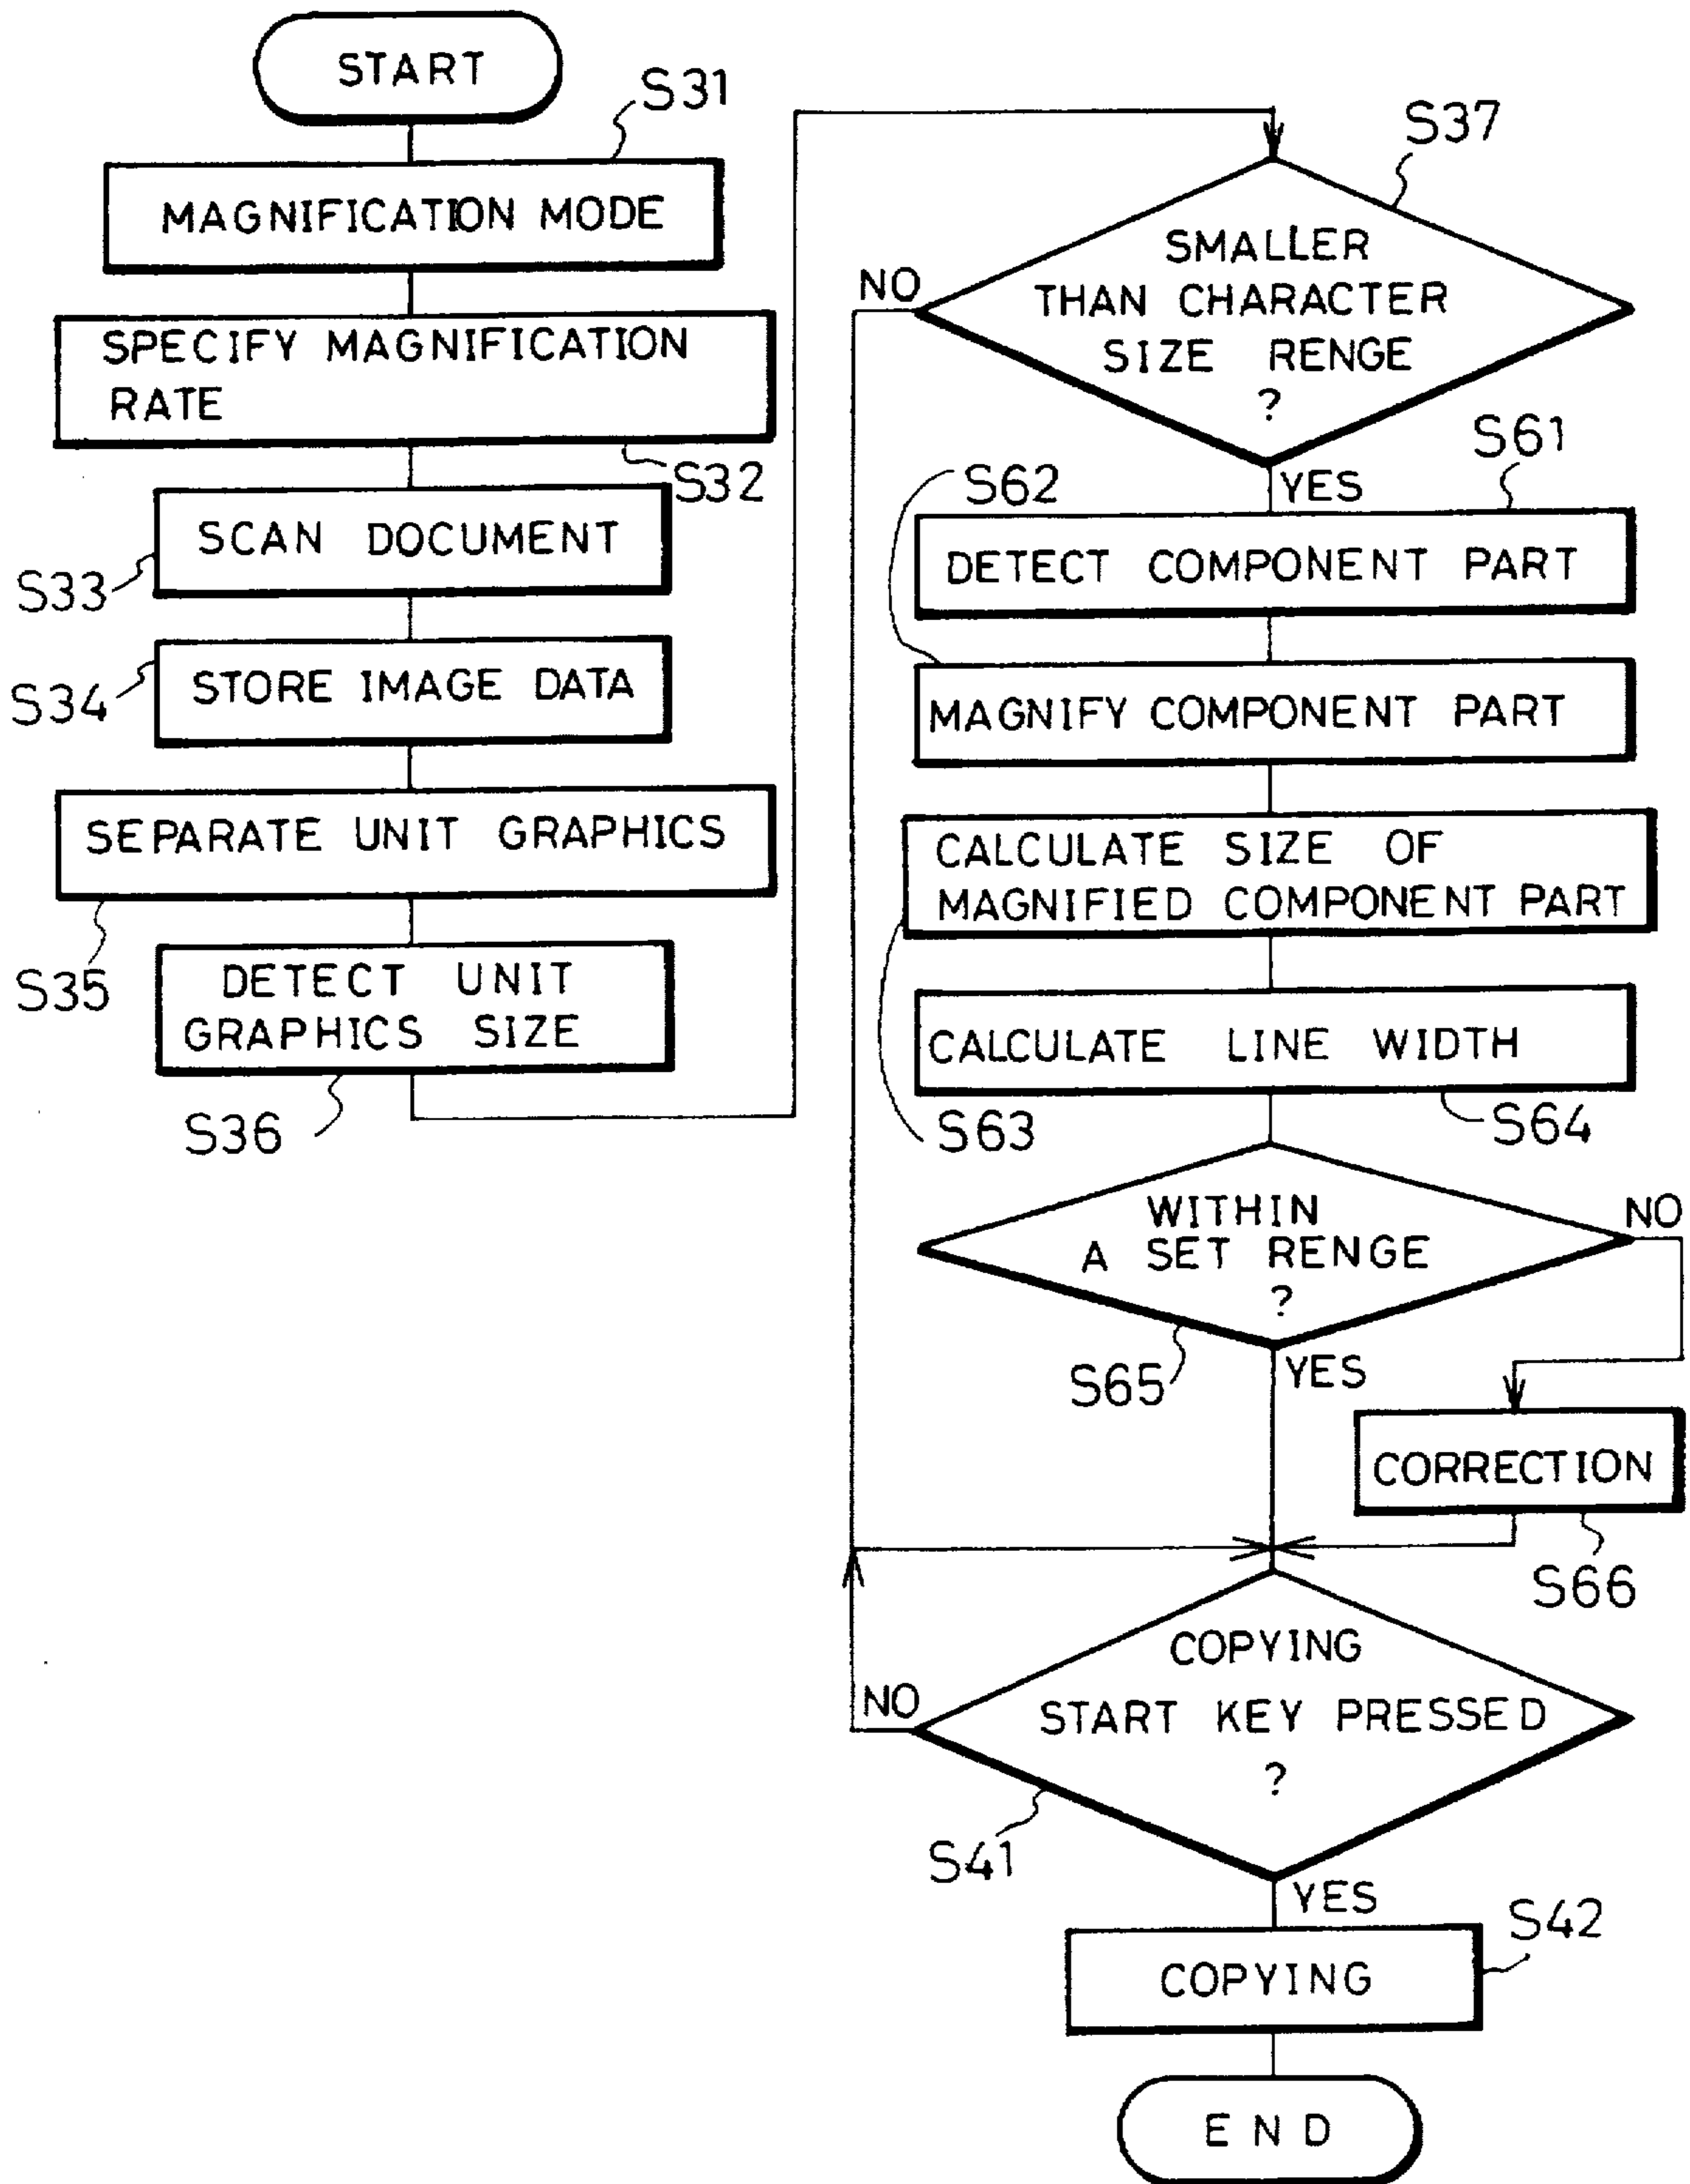 START
S31
MAGNIFICATION MODE
SPECIFY MAGNIFICATION
RATE
S32
SCAN DOCUMENT
S33
STORE IMAGE DATA
S34
SEPARATE UNIT GRAPHICS
S35
DETECT UNIT
GRAPHICS SIZE
S36
S37
SMALLER
THAN CHARACTER
SIZE RENGE
?
NO
YES
S61
DETECT COMPONENT PART
S62
MAGNIFY COMPONENT PART
CALCULATE SIZE OF
MAGNIFIED COMPONENT PART
S63
CALCULATE LINE WIDTH
S64
WITHIN
A SET RENGE
?
NO
YES
S65
CORRECTION
S66
COPYING
START KEY PRESSED
?
NO
S41
YES
S42
COPYING
END